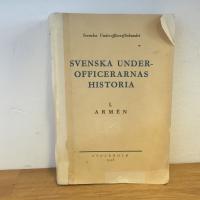 Svenska Underofficersförbundet
SVENSKA UNDER-
OFFICERARNAS
HISTORIA
I.
ARMÉN
STOCKHOLM